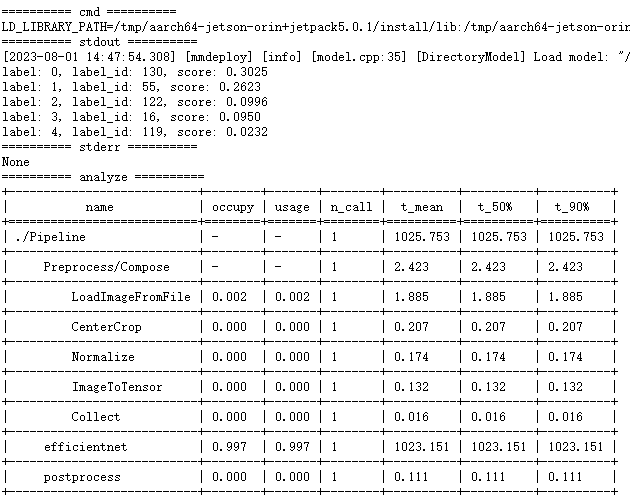 ========== cmd ==========
LD_LIBRARY_PATH=/tmp/aarch64-jetson-orin+jetpack5.0.1/install/lib:/tmp/aarch64-jetson-orin
========== stdout ==========
[2023-08-01 14:47:54.308] [mmdeploy] [info] [model.cpp:35] [DirectoryModel] Load model: "/
label: 0, label_id: 130, score: 0.3025
label: 1, label_id: 55, score: 0.2623
label: 2, label_id: 122, score: 0.0996
label: 3, label_id: 16, score: 0.0950
label: 4, label_id: 119, score: 0.0232
========== stderr ==========
None
========== analyze ==========
name | occupy | usage | n_call | t_mean | t_50% | t_90%
./Pipeline | - | - | 1 | 1025.753 | 1025.753 | 1025.753
Preprocess/Compose | - | - | 1 | 2.423 | 2.423 | 2.423
LoadImageFromFile | 0.002 | 0.002 | 1 | 1.885 | 1.885 | 1.885
CenterCrop | 0.000 | 0.000 | 1 | 0.207 | 0.207 | 0.207
Normalize | 0.000 | 0.000 | 1 | 0.174 | 0.174 | 0.174
ImageToTensor | 0.000 | 0.000 | 1 | 0.132 | 0.132 | 0.132
Collect | 0.000 | 0.000 | 1 | 0.016 | 0.016 | 0.016
efficientnet | 0.997 | 0.997 | 1 | 1023.151 | 1023.151 | 1023.151
postprocess | 0.000 | 0.000 | 1 | 0.111 | 0.111 | 0.111